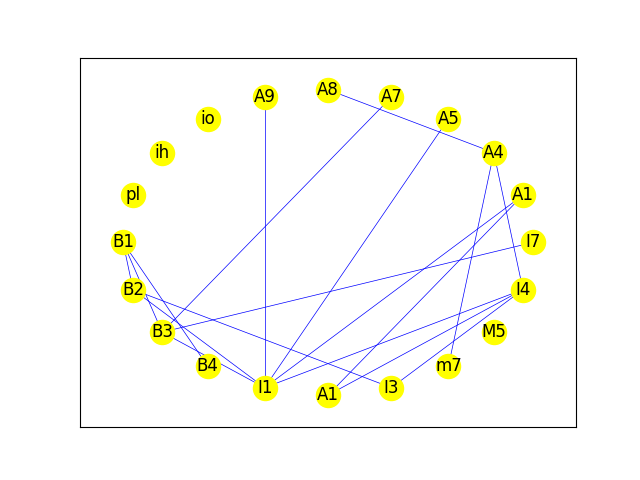 A8
A9 A7
io A5
ih A4
pl A1
B1 I7
B2 I4
B3 M5
B4 m7
I1 I3
A1